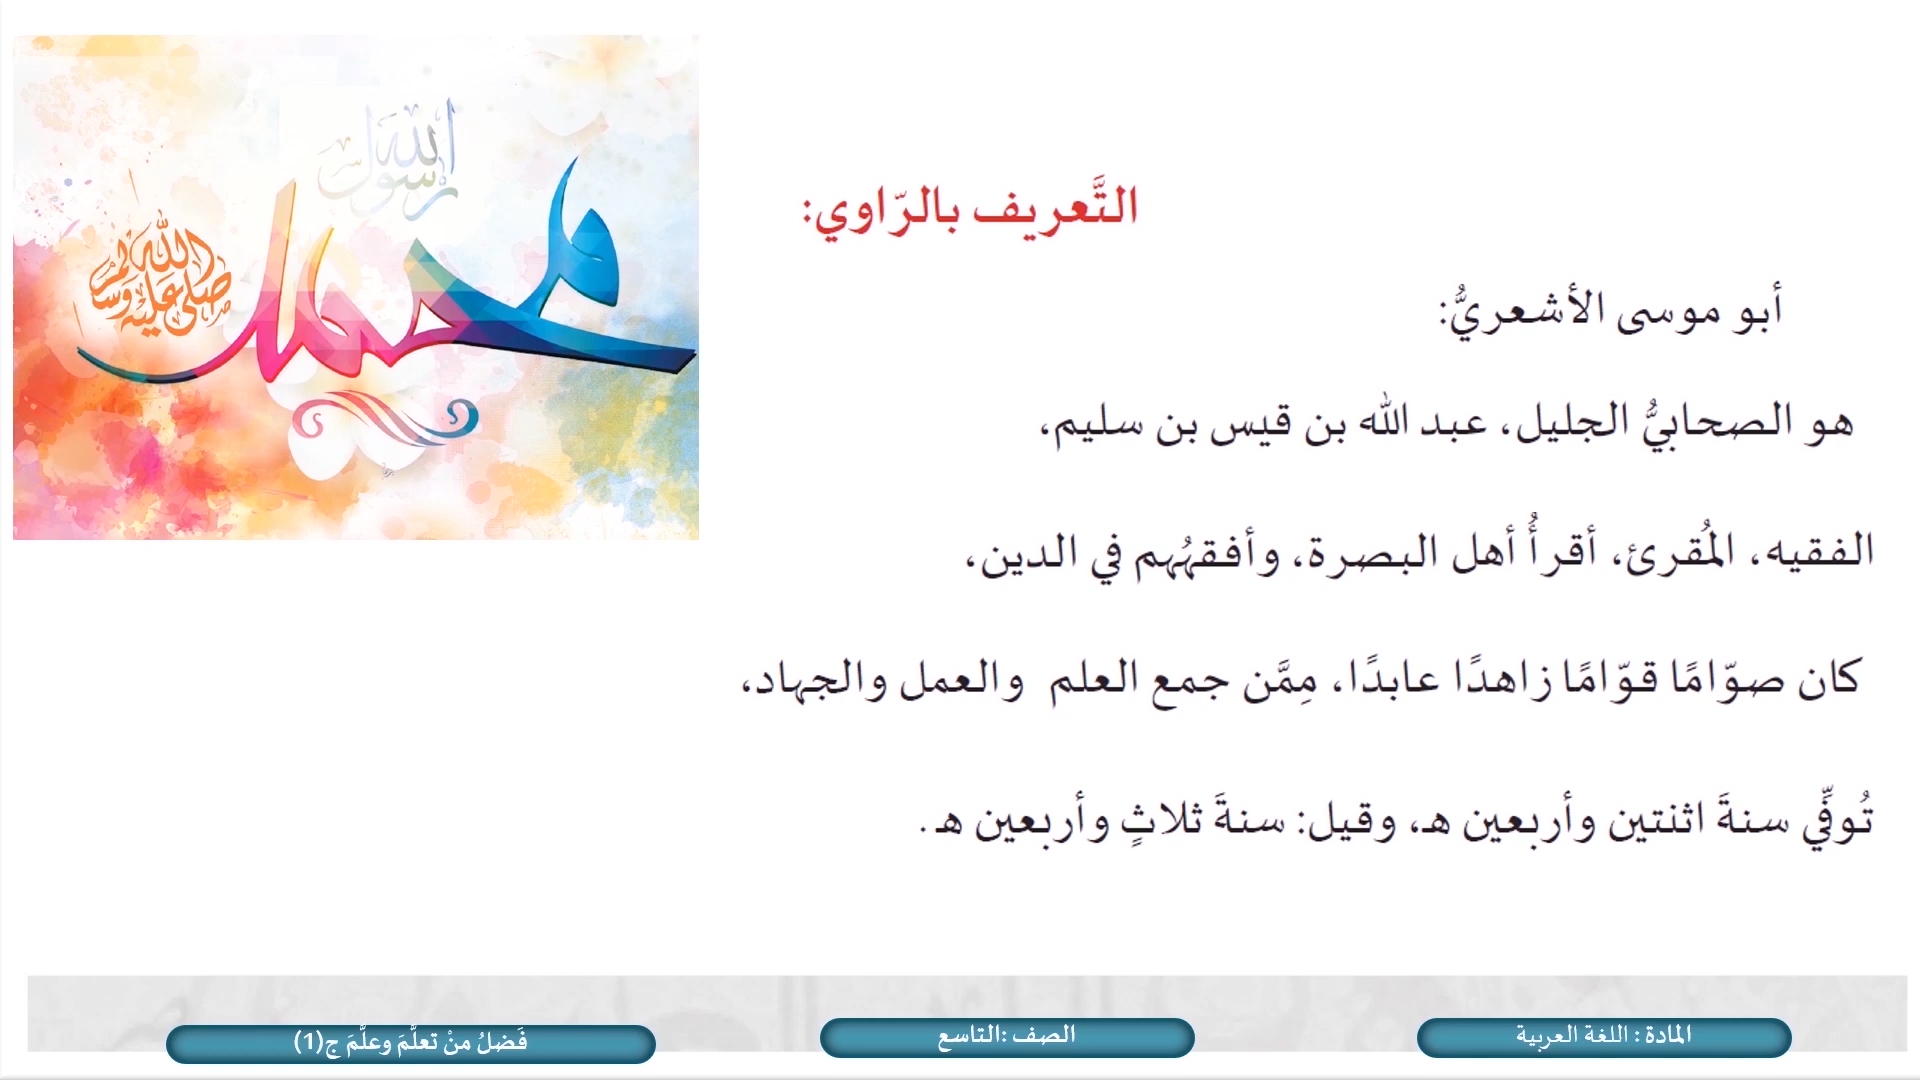 رسول الله
محمد
صلى الله عليه وسلم
التَّعريف بالرّاوي:
أبو موسى الأشعريُّ:
هو الصحابيُّ الجليل، عبد الله بن قيس بن سليم،
الفقيه، المُقرئ، أقرأُ أهل البصرة، وأفقهُهم في الدين،
كان صوّامًا قوّامًا زاهدًا عابدًا، مِمَّن جمع العلم والعمل والجهاد،
تُوفِّي سنةَ اثنتين وأربعين هـ، وقيل: سنةَ ثلاثٍ وأربعين هـ .
المادة : اللغة العربية
الصف :التاسع
فَضلُ منْ تعلَّمَ وعلَّمَ ج(1)